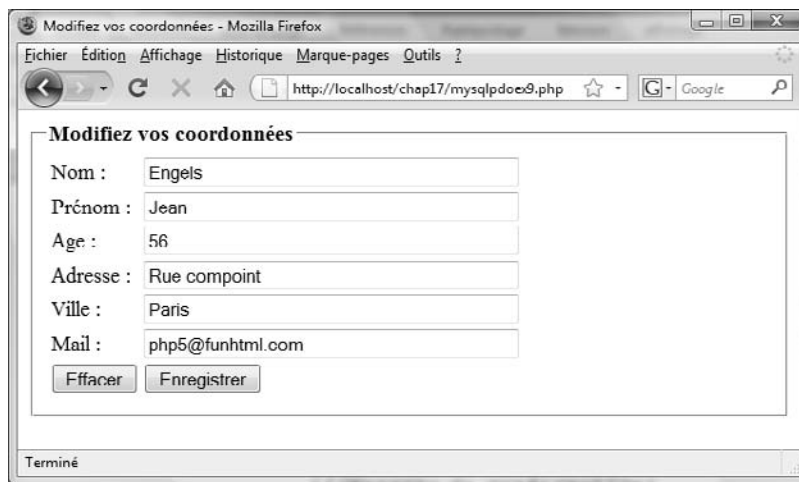 Modifiez vos coordonnées - Mozilla Firefox
Fichier Édition Affichage Historique Marque-pages Outils ?
http://localhost/chap17/mysqlpdoex9.php G Google
Modifiez vos coordonnées
Nom : Engels
Prénom : Jean
Age : 56
Adresse : Rue compoint
Ville : Paris
Mail : php5@funhtml.com
Effacer Enregistrer
Terminé